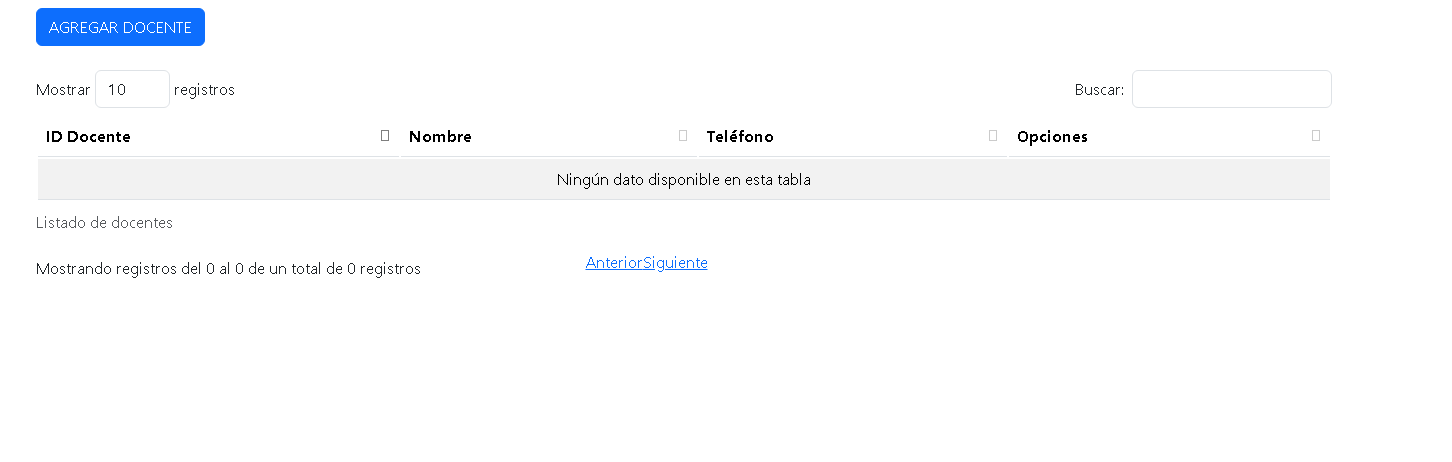 AGREGAR DOCENTE
Mostrar 10 registros Buscar:
ID Docente Nombre Teléfono Opciones
Ningún dato disponible en esta tabla
Listado de docentes
Mostrando registros del 0 al 0 de un total de 0 registros AnteriorSiguiente